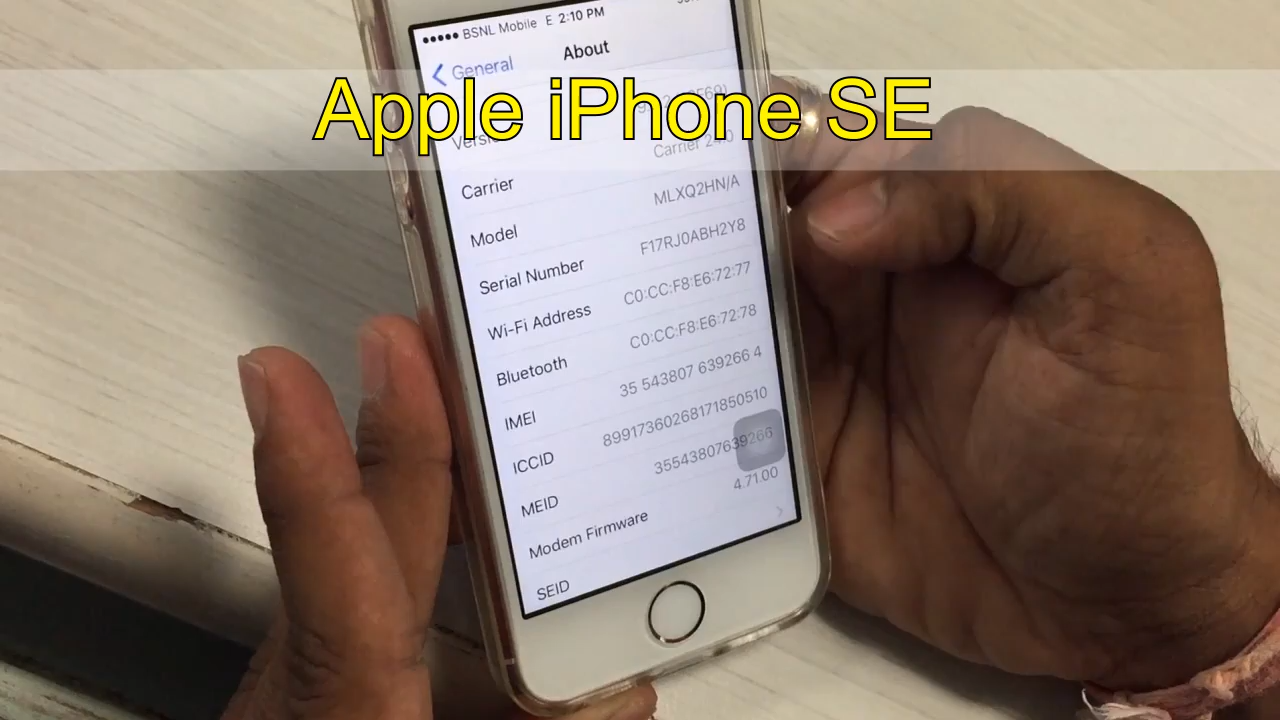 ●●●●● BSNL Mobile E 2:10 PM
General About
Apple iPhone SE
Carrier Carrier 24.0
Model MLXQ2HN/A
Serial Number F17RJ0ABH2Y8
Wi-Fi Address C0:CC:F8:E6:72:77
Bluetooth C0:CC:F8:E6:72:78
IMEI 35 543807 639266 4
ICCID 89917360268171850510
MEID 35543807639266
Modem Firmware 4.71.00
SEID